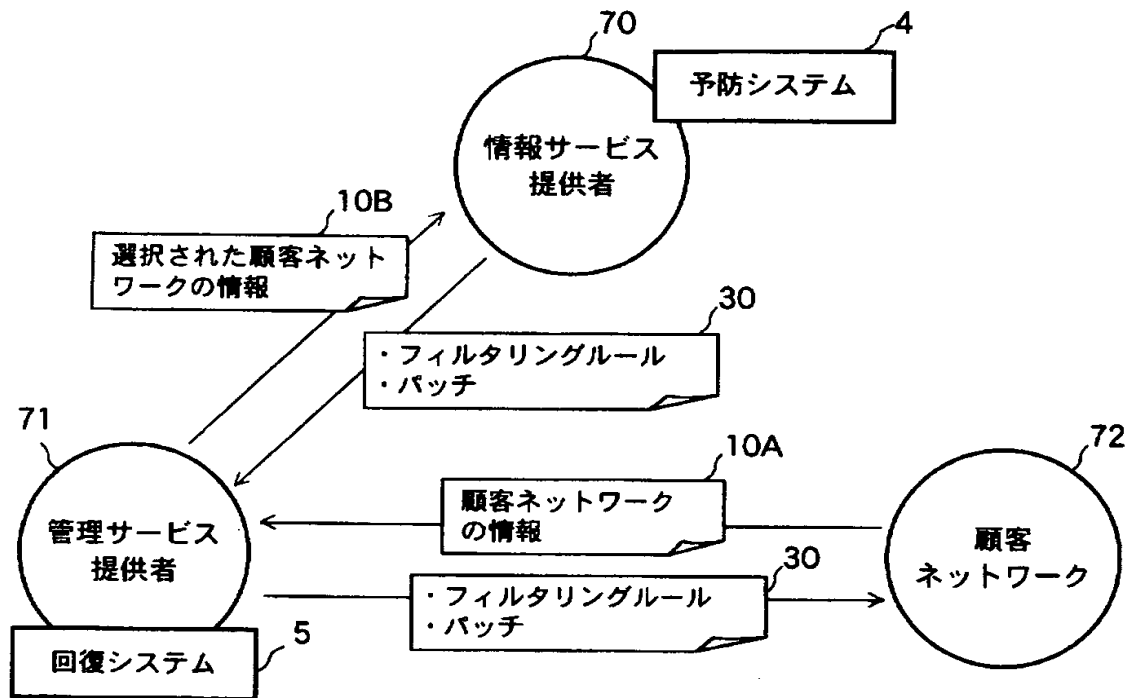 70
4
予防システム
情報サービス
提供者
10B
選択された顧客ネット
ワークの情報
30
・フィルタリングルール
・パッチ
71
管理サービス
提供者
10A
顧客ネットワーク
の情報
72
顧客
ネットワーク
30
・フィルタリングルール
・パッチ
5
回復システム